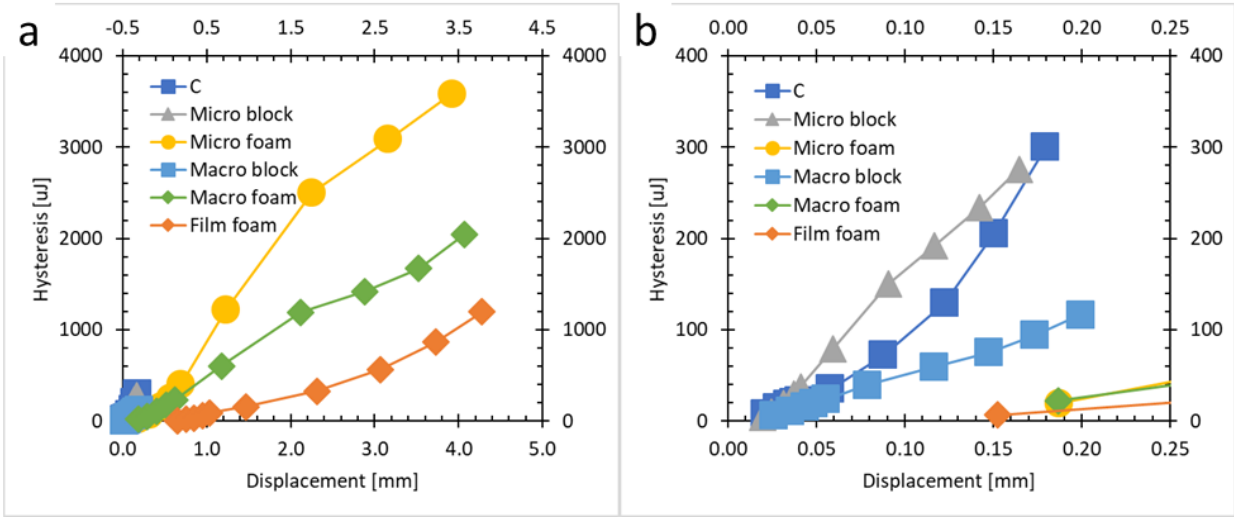 a
-0.5 0.5 1.5 2.5 3.5 4.5
4000 4000
3000 3000
2000 2000
1000 1000
0 0
Hysteresis [uJ]
C
Micro block
Micro foam
Macro block
Macro foam
Film foam
0.0 1.0 2.0 3.0 4.0 5.0
Displacement [mm]
b
0.00 0.05 0.10 0.15 0.20 0.25
400 400
300 300
200 200
100 100
0 0
Hysteresis [uJ]
C
Micro block
Micro foam
Macro block
Macro foam
Film foam
0.00 0.05 0.10 0.15 0.20 0.25
Displacement [mm]